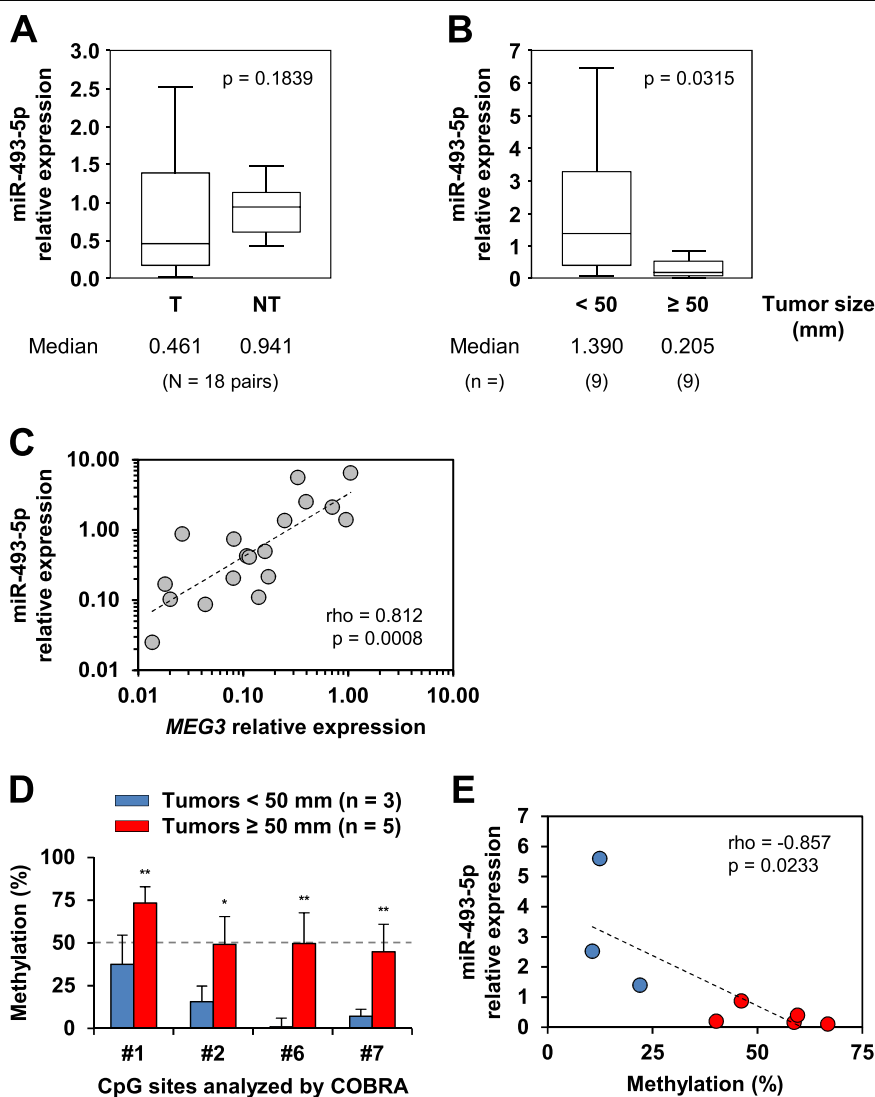 A
miR-493-5p
relative expression
3.0
2.5
2.0
1.5
1.0
0.5
0.0
p = 0.1839
T NT
Median 0.461 0.941
(N = 18 pairs)
B
miR-493-5p
relative expression
7
6
5
4
3
2
1
0
p = 0.0315
< 50 ≥ 50 Tumor size
(mm)
Median 1.390 0.205
(n =) (9) (9)
C
miR-493-5p
relative expression
10.00
1.00
0.10
0.01
rho = 0.812
p = 0.0008
0.01 0.10 1.00 10.00
MEG3 relative expression
D
Tumors < 50 mm (n = 3)
Tumors ≥ 50 mm (n = 5)
Methylation (%)
100
75
50
25
0
** * ** **
#1 #2 #6 #7
CpG sites analyzed by COBRA
E
miR-493-5p
relative expression
7
6
5
4
3
2
1
0
rho = -0.857
p = 0.0233
0 25 50 75
Methylation (%)